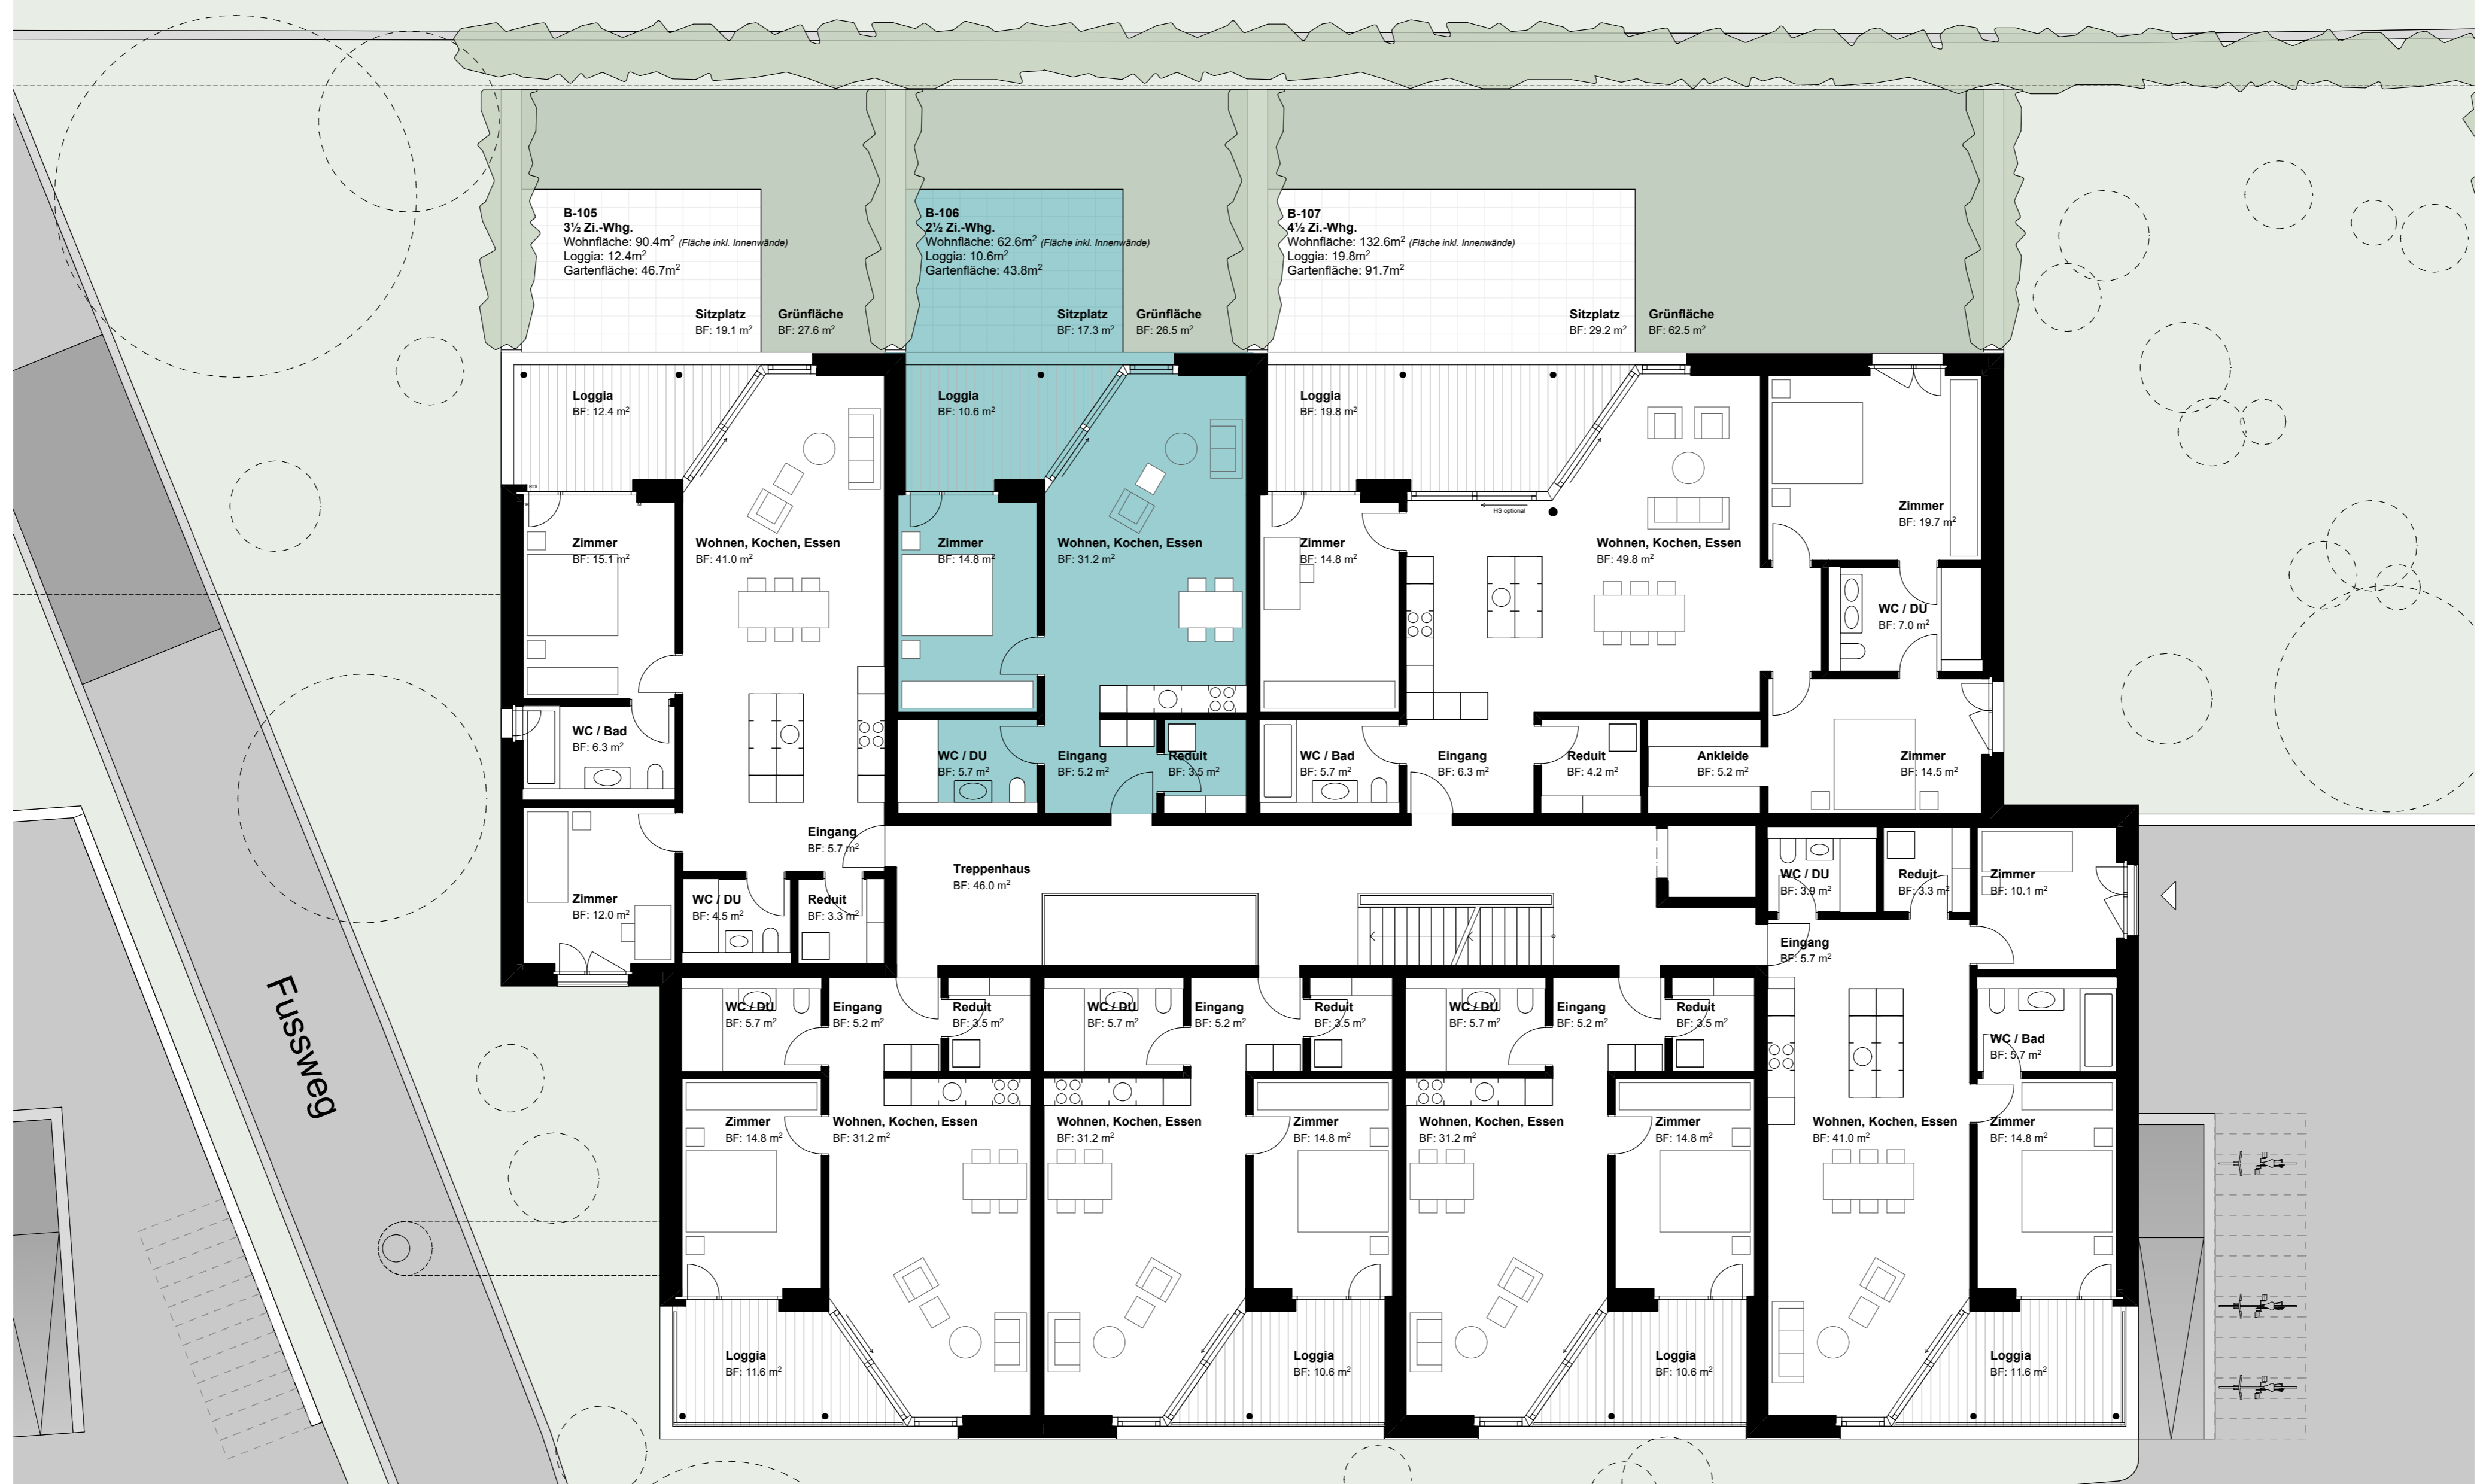 B-105
3½ Zi.-Whg.
Wohnfläche: 90.4m² (Fläche inkl. Innenwände)
Loggia: 12.4m²
Gartenfläche: 46.7m²
Sitzplatz
BF: 19.1 m²
Grünfläche
BF: 27.6 m²
B-106
2½ Zi.-Whg.
Wohnfläche: 62.6m² (Fläche inkl. Innenwände)
Loggia: 10.6m²
Gartenfläche: 43.8m²
Sitzplatz
BF: 17.3 m²
Grünfläche
BF: 26.5 m²
B-107
4½ Zi.-Whg.
Wohnfläche: 132.6m² (Fläche inkl. Innenwände)
Loggia: 19.8m²
Gartenfläche: 91.7m²
Sitzplatz
BF: 29.2 m²
Grünfläche
BF: 62.5 m²
Loggia
BF: 12.4 m²
Loggia
BF: 10.6 m²
Loggia
BF: 19.8 m²
ROL.
HS optional
Zimmer
BF: 19.7 m²
Zimmer
BF: 15.1 m²
Wohnen, Kochen, Essen
BF: 41.0 m²
Zimmer
BF: 14.8 m²
Wohnen, Kochen, Essen
BF: 31.2 m²
Zimmer
BF: 14.8 m²
Wohnen, Kochen, Essen
BF: 49.8 m²
WC / DU
BF: 7.0 m²
WC / Bad
BF: 6.3 m²
WC / DU
BF: 5.7 m²
Eingang
BF: 5.2 m²
Reduit
BF: 3.5 m²
WC / Bad
BF: 5.7 m²
Eingang
BF: 6.3 m²
Reduit
BF: 4.2 m²
Ankleide
BF: 5.2 m²
Zimmer
BF: 14.5 m²
Eingang
BF: 5.7 m²
Treppenhaus
BF: 46.0 m²
WC / DU
BF: 3.9 m²
Reduit
BF: 3.3 m²
Zimmer
BF: 10.1 m²
Zimmer
BF: 12.0 m²
WC / DU
BF: 4.5 m²
Reduit
BF: 3.3 m²
Eingang
BF: 5.7 m²
Fussweg
WC / DU
BF: 5.7 m²
Eingang
BF: 5.2 m²
Reduit
BF: 3.5 m²
WC / DU
BF: 5.7 m²
Eingang
BF: 5.2 m²
Reduit
BF: 3.5 m²
WC / DU
BF: 5.7 m²
Eingang
BF: 5.2 m²
Reduit
BF: 3.5 m²
WC / Bad
BF: 5.7 m²
Zimmer
BF: 14.8 m²
Wohnen, Kochen, Essen
BF: 31.2 m²
Wohnen, Kochen, Essen
BF: 31.2 m²
Zimmer
BF: 14.8 m²
Wohnen, Kochen, Essen
BF: 31.2 m²
Zimmer
BF: 14.8 m²
Wohnen, Kochen, Essen
BF: 41.0 m²
Zimmer
BF: 14.8 m²
Loggia
BF: 11.6 m²
Loggia
BF: 10.6 m²
Loggia
BF: 10.6 m²
Loggia
BF: 11.6 m²